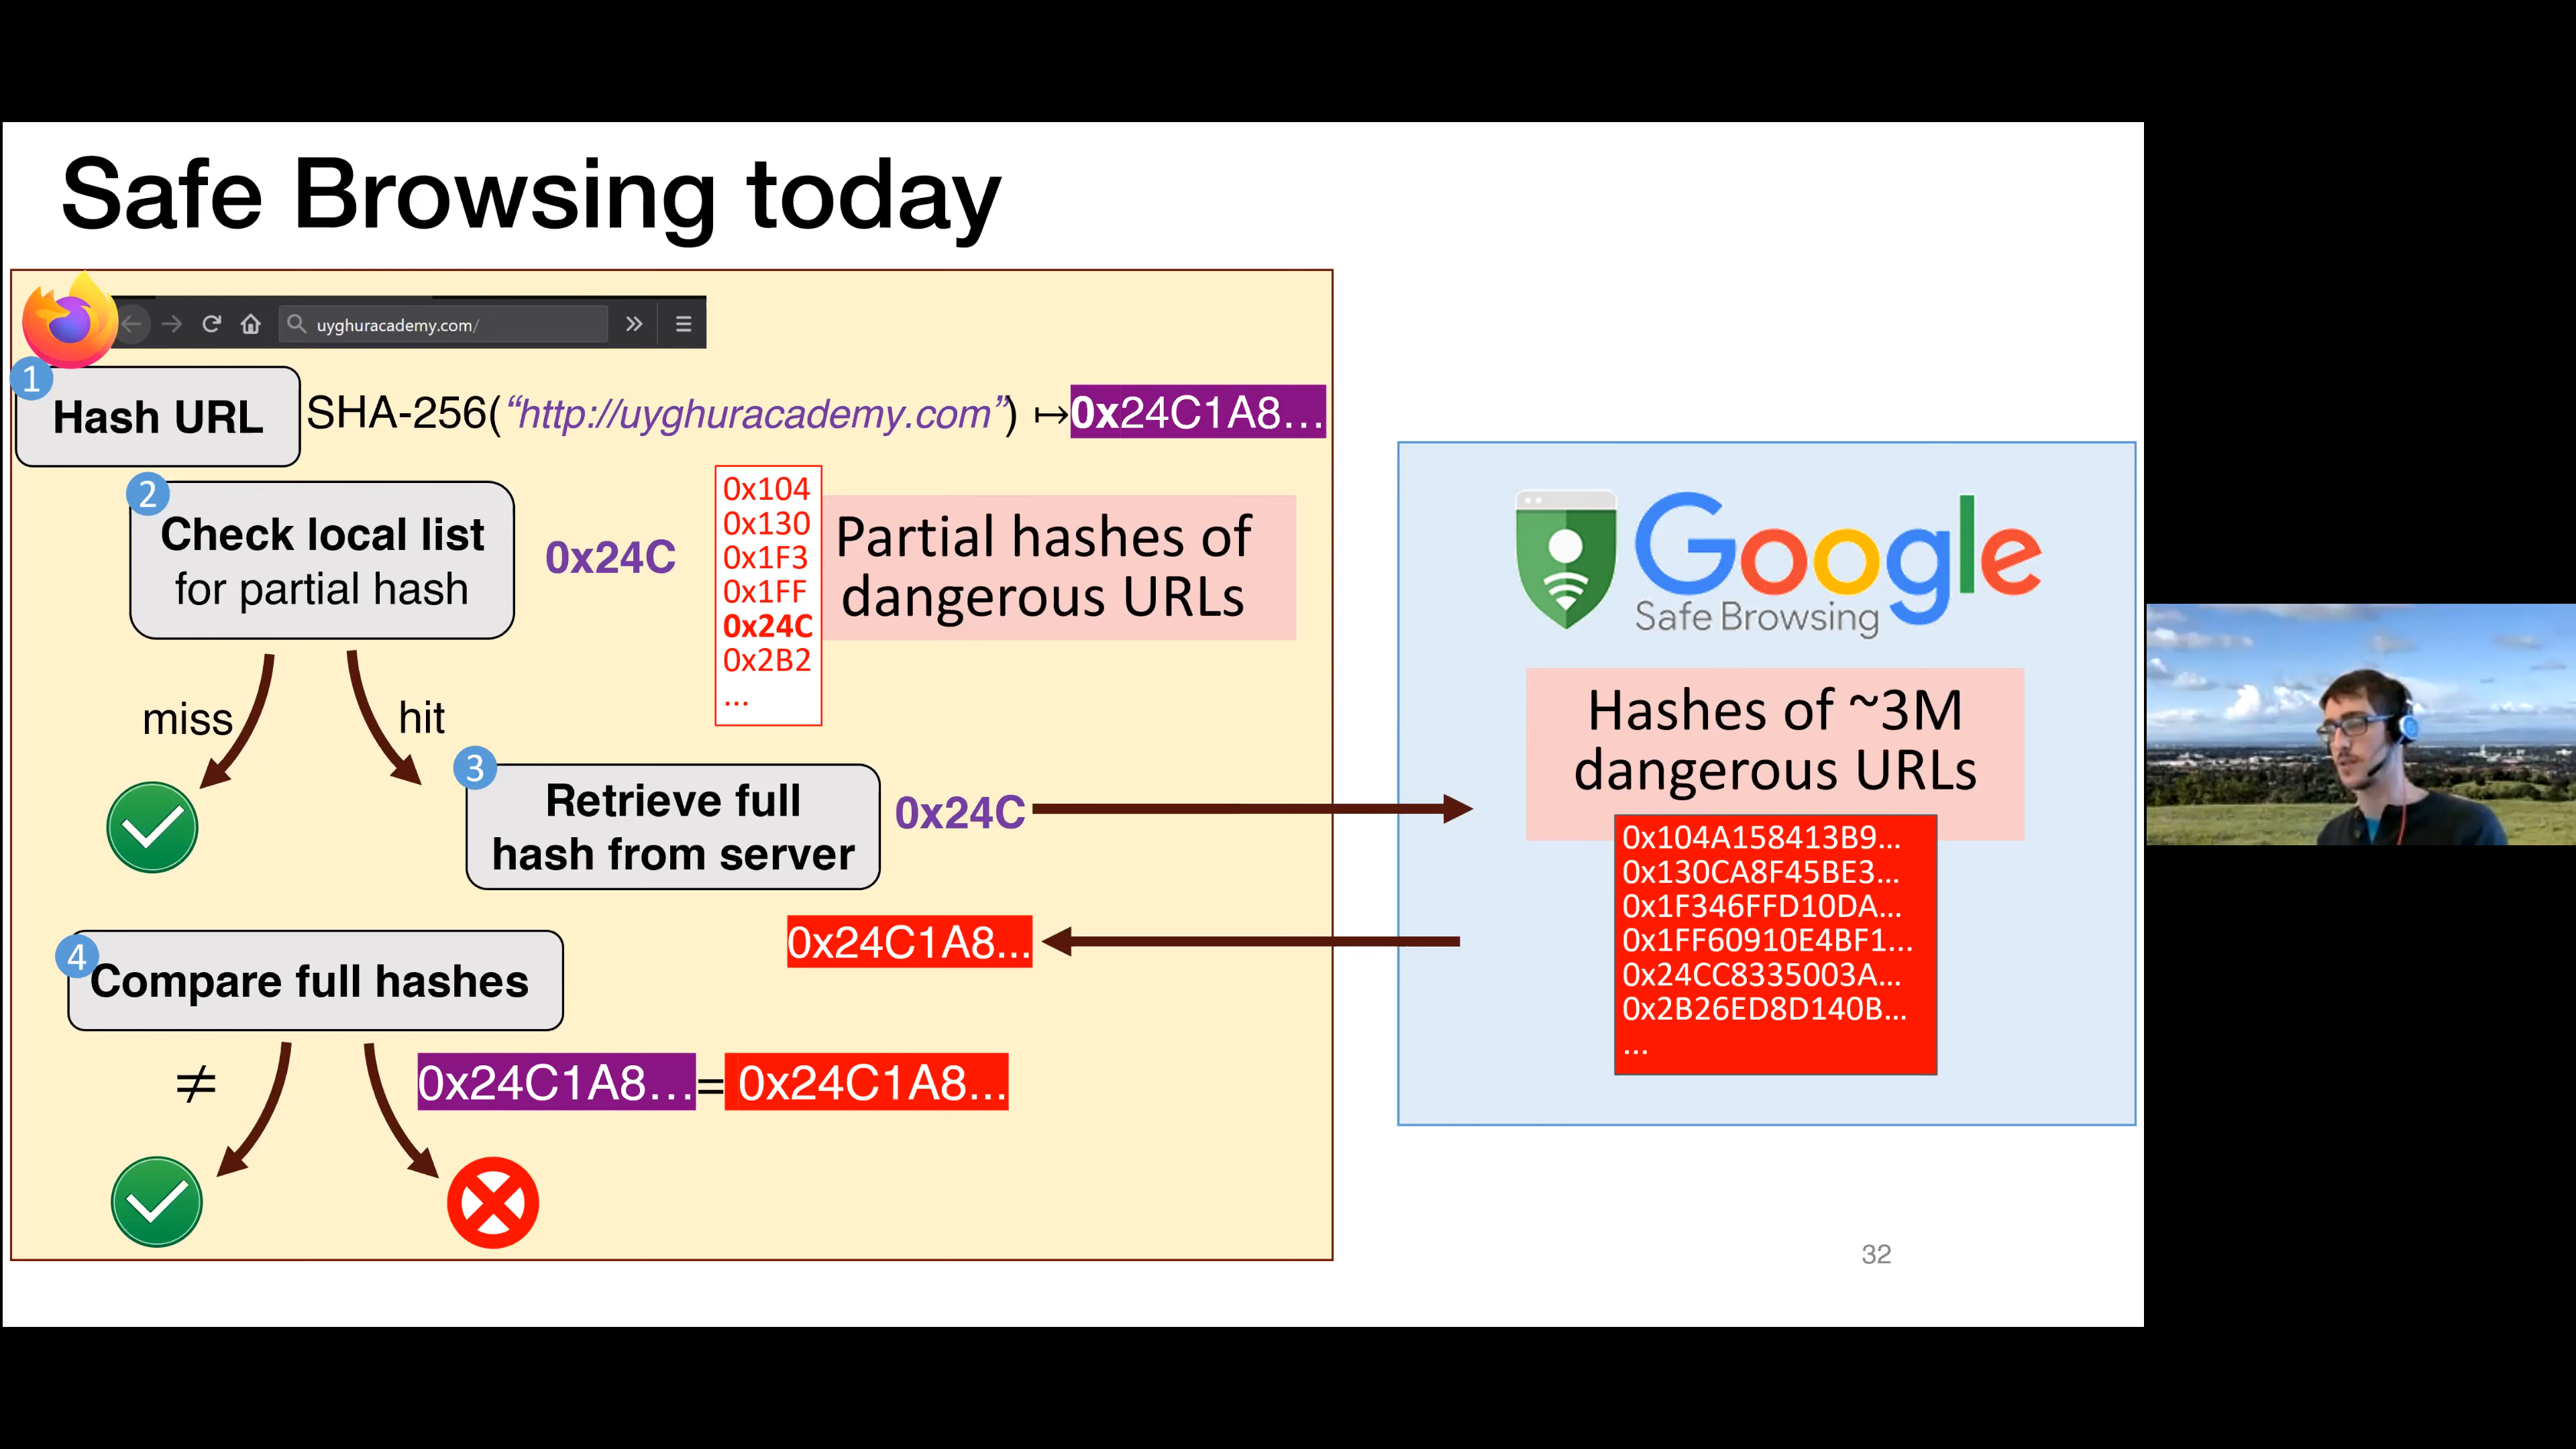 Safe Browsing today
uyghuracademy.com/
1
Hash URL
SHA-256(“http://uyghuracademy.com”) ↦0x24C1A8...
2
Check local list
for partial hash
0x24C
0x104
0x130
0x1F3
0x1FF
0x24C
0x2B2
...
Partial hashes of
dangerous URLs
miss
hit
3
Retrieve full
hash from server
0x24C
0x24C1A8...
4
Compare full hashes
≠
0x24C1A8...= 0x24C1A8...
Google
Safe Browsing
Hashes of ~3M
dangerous URLs
0x104A158413B9...
0x130CA8F45BE3...
0x1F346FFD10DA...
0x1FF60910E4BF1...
0x24CC8335003A...
0x2B26ED8D140B...
...
32